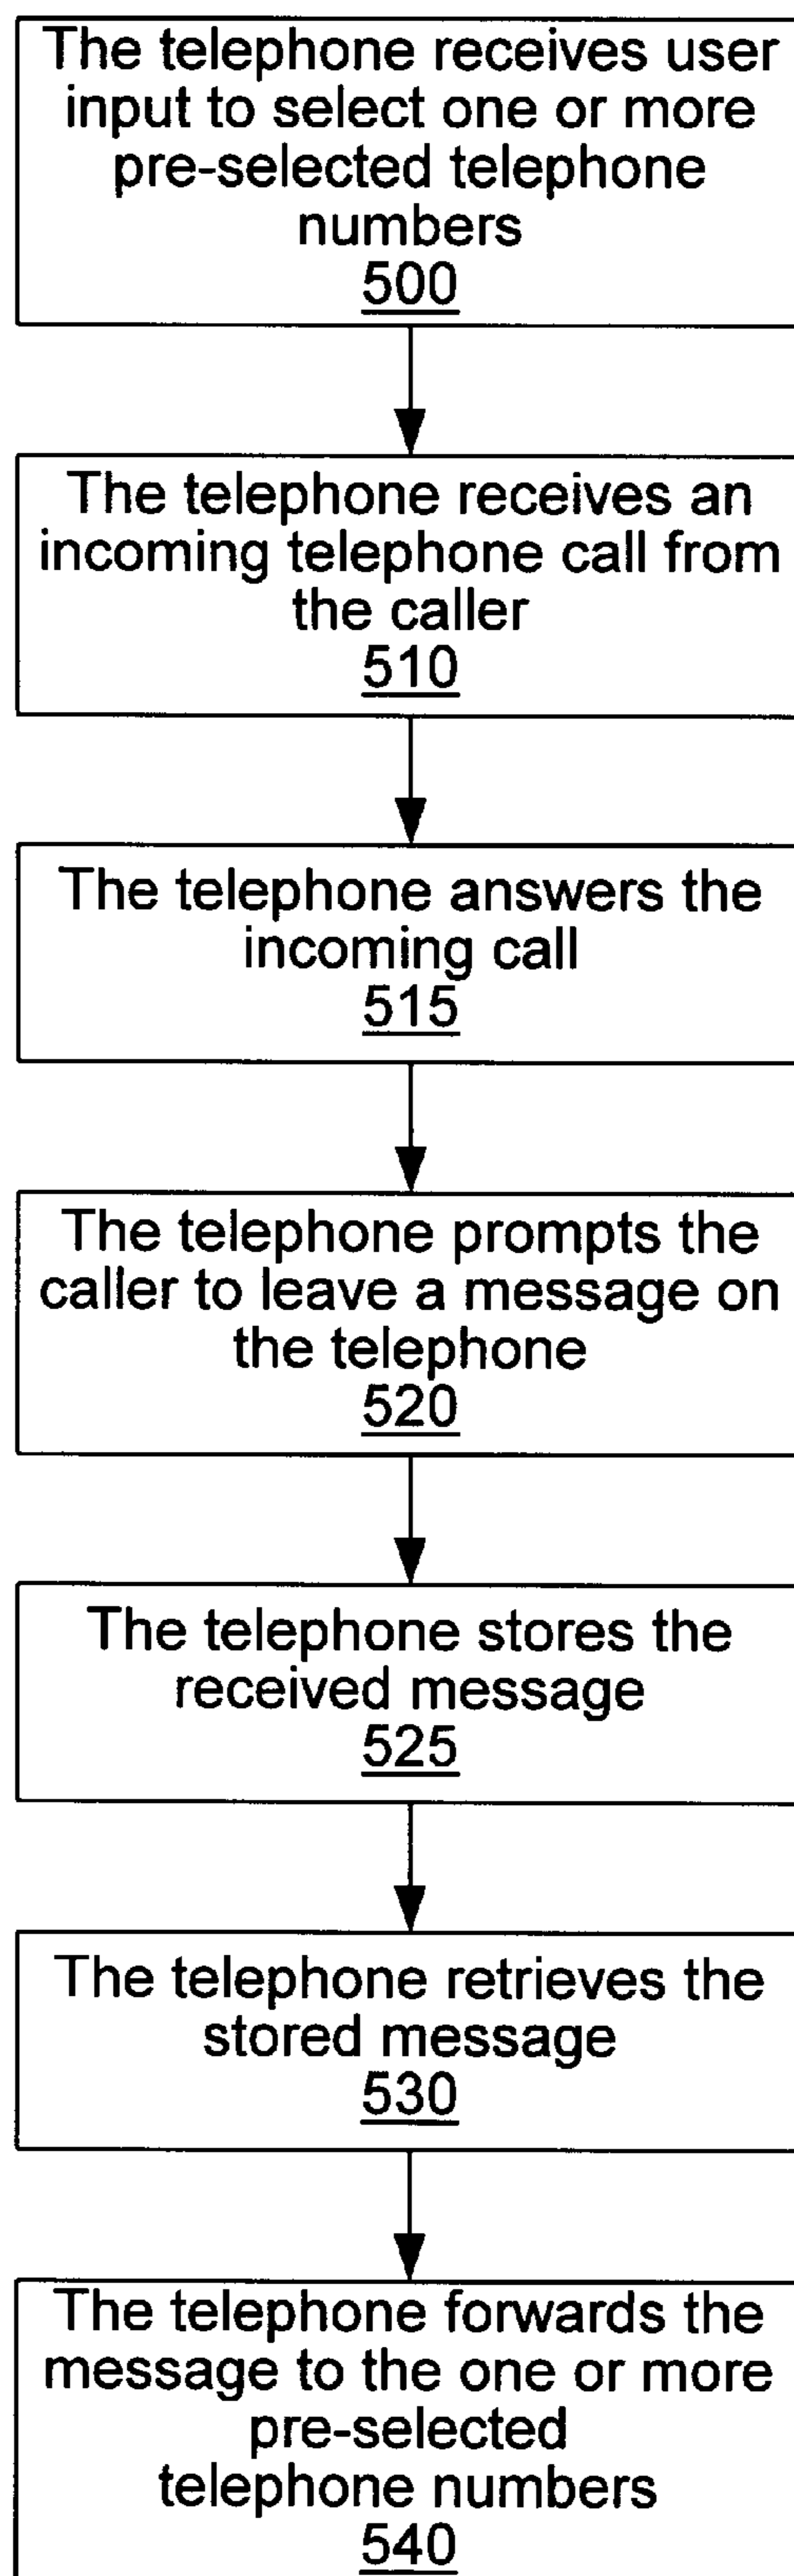 The telephone receives user
input to select one or more
pre-selected telephone
numbers
500
The telephone receives an
incoming telephone call from
the caller
510
The telephone answers the
incoming call
515
The telephone prompts the
caller to leave a message on
the telephone
520
The telephone stores the
received message
525
The telephone retrieves the
stored message
530
The telephone forwards the
message to the one or more
pre-selected
telephone numbers
540